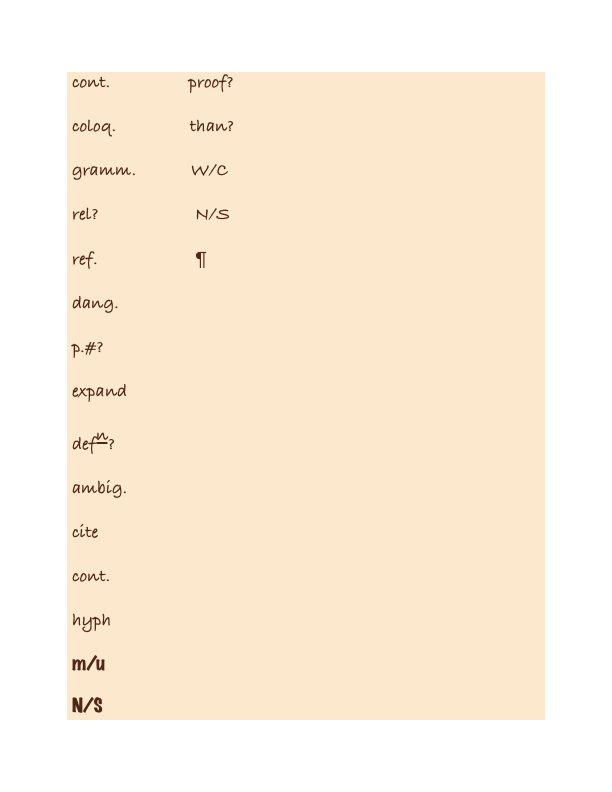 cont. proof?
coloq. than?
gramm. W/C
rel? N/S
ref. ¶
dang.
p.#?
expand
defⁿ?
ambig.
cite
cont.
hyph
m/u
N/S